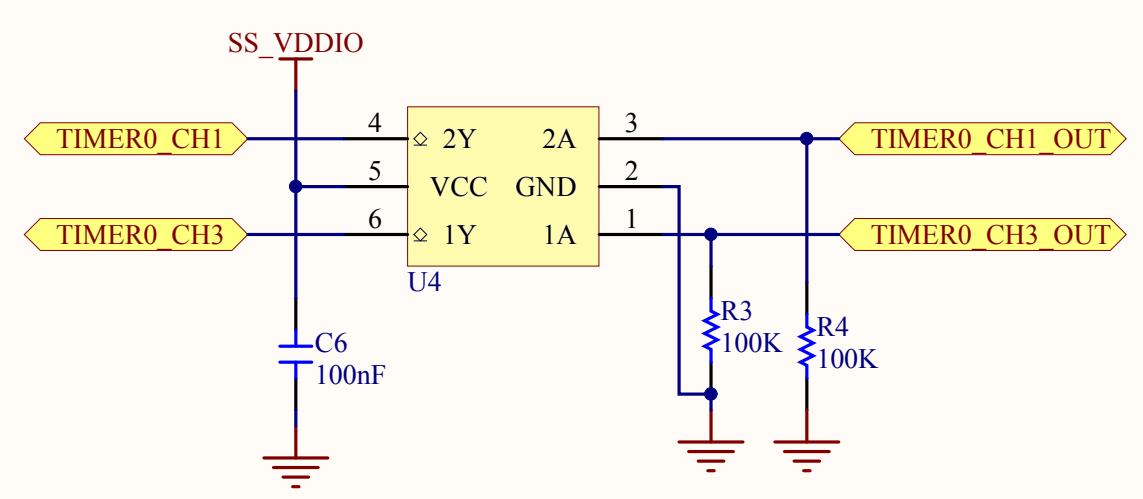 SS_VDDIO
TIMER0_CH1
4
2Y
2A
3
TIMER0_CH1_OUT
5
VCC
GND
2
TIMER0_CH3
6
1Y
1A
1
TIMER0_CH3_OUT
U4
R3
100K
R4
100K
C6
100nF